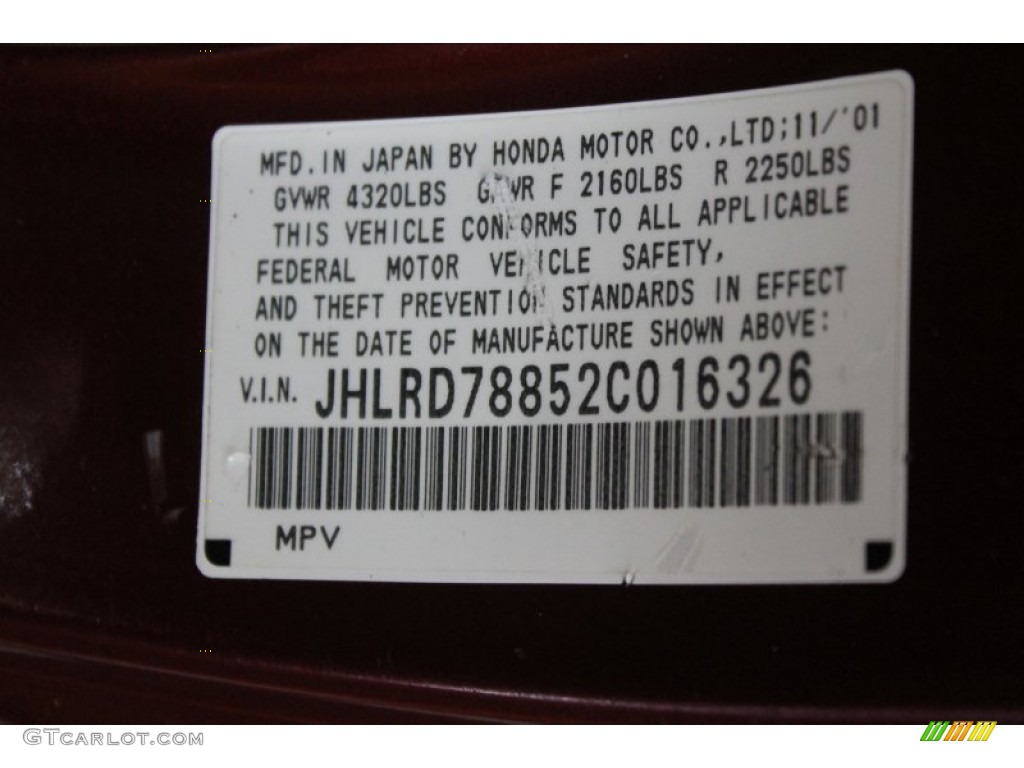 MFD. IN JAPAN BY HONDA MOTOR CO.,LTD;11/'01
GVWR 4320LBS GAWR F 2160LBS R 2250LBS
THIS VEHICLE CONFORMS TO ALL APPLICABLE
FEDERAL MOTOR VEHICLE SAFETY,
AND THEFT PREVENTION STANDARDS IN EFFECT
ON THE DATE OF MANUFACTURE SHOWN ABOVE:
V.I.N. JHLRD78852C016326
MPV
GTCarlot.com